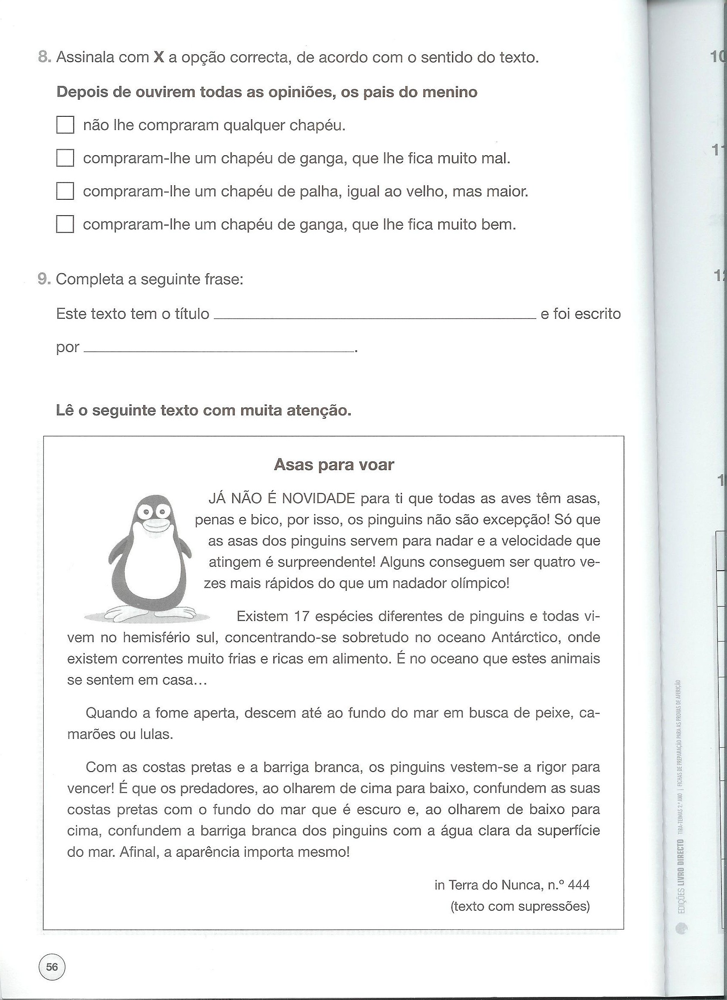 8. Assinala com X a opção correcta, de acordo com o sentido do texto.
Depois de ouvirem todas as opiniões, os pais do menino
não lhe compraram qualquer chapéu.
compraram-lhe um chapéu de ganga, que lhe fica muito mal.
compraram-lhe um chapéu de palha, igual ao velho, mas maior.
compraram-lhe um chapéu de ganga, que lhe fica muito bem.
9. Completa a seguinte frase:
Este texto tem o título ______ e foi escrito
por ______.
Lê o seguinte texto com muita atenção.
Asas para voar
JÁ NÃO É NOVIDADE para ti que todas as aves têm asas,
penas e bico, por isso, os pinguins não são excepção! Só que
as asas dos pinguins servem para nadar e a velocidade que
atingem é surpreendente! Alguns conseguem ser quatro ve-
zes mais rápidos do que um nadador olímpico!
Existem 17 espécies diferentes de pinguins e todas vi-
vem no hemisfério sul, concentrando-se sobretudo no oceano Antárctico, onde
existem correntes muito frias e ricas em alimento. É no oceano que estes animais
se sentem em casa...
Quando a fome aperta, descem até ao fundo do mar em busca de peixe, ca-
marões ou lulas.
Com as costas pretas e a barriga branca, os pinguins vestem-se a rigor para
vencer! É que os predadores, ao olharem de cima para baixo, confundem as suas
costas pretas com o fundo do mar que é escuro e, ao olharem de baixo para
cima, confundem a barriga branca dos pinguins com a água clara da superfície
do mar. Afinal, a aparência importa mesmo!
in Terra do Nunca, n.º 444
(texto com supressões)
56
EDIÇÕES LIVRO DIRECTO TIRA-TEIMAS 2.º ANO | FICHAS DE PREPARAÇÃO PARA AS PROVAS DE AFERIÇÃO
10